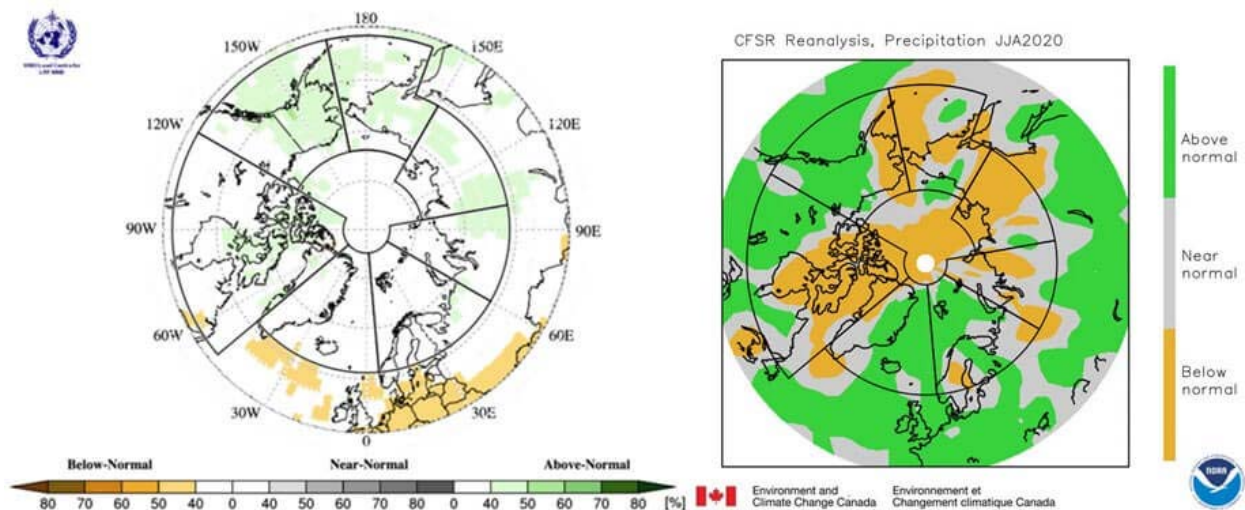 180
150W
150E
120W
120E
90W
90E
60W
60E
30W
30E
0
Below-Normal Near-Normal Above-Normal
80 70 60 50 40 0 40 50 60 70 80 0 40 50 60 70 80 [%]
CFSR Reanalysis, Precipitation JJA2020
Above
normal
Near
normal
Below
normal
Environment and
Climate Change Canada
Environnement et
Changement climatique Canada
NOAA